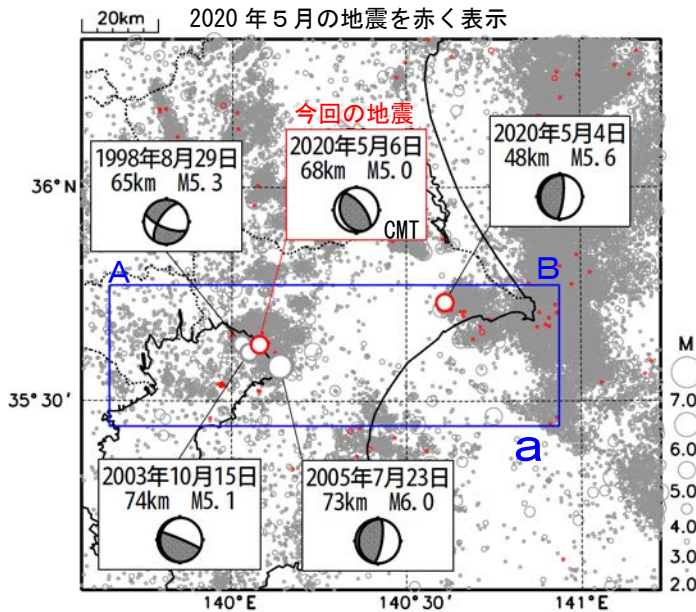 20km
2020年５月の地震を赤く表示
今回の地震
1998年8月29日
65km M5.3
2020年5月6日
68km M5.0
CMT
2020年5月4日
48km M5.6
36°N
A
B
35°30′
a
2003年10月15日
74km M5.1
2005年7月23日
73km M6.0
M
7.0
6.0
5.0
4.0
3.0
2.0
140°E
140°30′
141°E